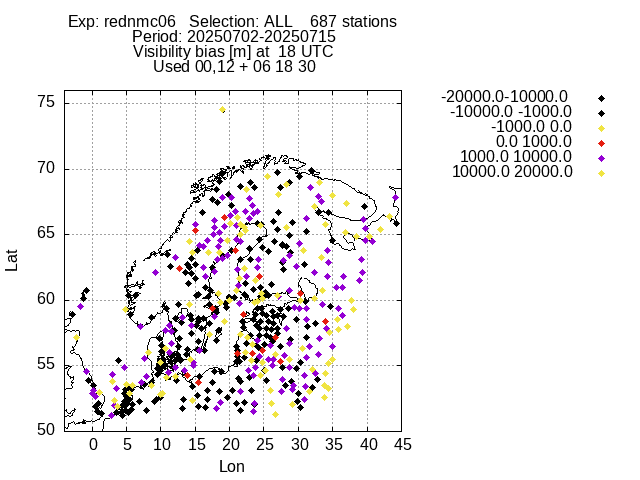 Exp: rednmc06   Selection: ALL    687 stations
Period: 20250702-20250715
Visibility bias [m] at  18 UTC
Used 00,12 + 06 18 30
-20000.0-10000.0
-10000.0 -1000.0
-1000.0 0.0
0.0 1000.0
1000.0 10000.0
10000.0 20000.0
75
70
65
60
55
50
Lat
0 5 10 15 20 25 30 35 40 45
Lon